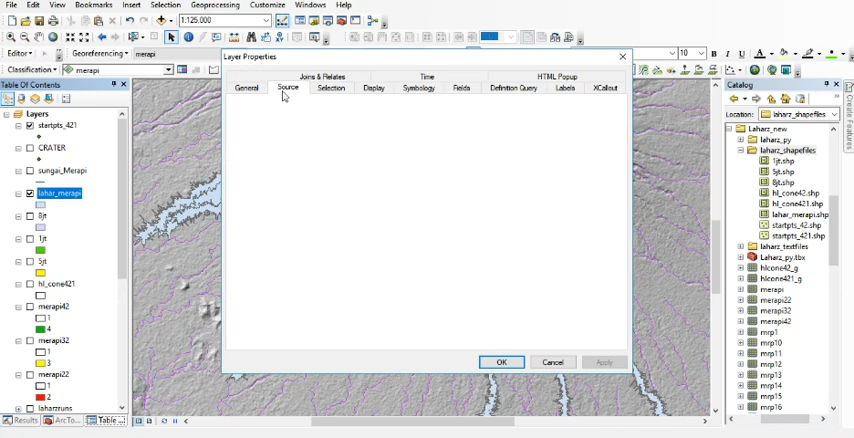 File Edit View Bookmarks Insert Selection Geoprocessing Customize Windows Help
1:125,000
Editor Georeferencing merapi 10 B I U A
Classification merapi
Table Of Contents
Layers
startpts_421
CRATER
sungai_Merapi
lahar_merapi
8jt
1jt
5jt
hl_cone421
merapi42
1
4
merapi32
1
3
merapi22
1
2
laharzruns
Results ArcTo... Table ...
Layer Properties
Joins & Relates Time HTML Popup
General Source Selection Display Symbology Fields Definition Query Labels XCallout
OK Cancel Apply
Catalog
Location: laharz_shapefiles
Laharz_new
laharz_py
laharz_shapefiles
1jt.shp
5jt.shp
8jt.shp
hl_cone42.shp
hl_cone421.shp
lahar_merapi.shp
startpts_42.shp
startpts_421.shp
laharz_textfiles
Laharz_py.tbx
hlcone42_g
hlcone421_g
merapi
merapi22
merapi32
merapi42
mrp1
mrp10
mrp11
mrp12
mrp13
mrp14
mrp15
mrp16
Create Features